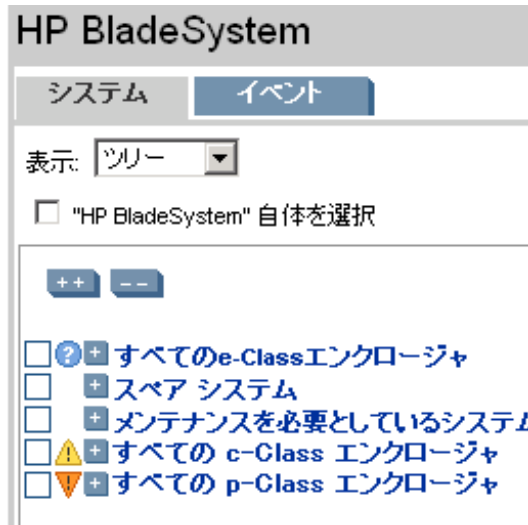 HP BladeSystem
システム イベント
表示: ツリー
"HP BladeSystem" 自体を選択
++ --
すべてのe-Classエンクロージャ
スペア システム
メンテナンスを必要としているシステム
すべての c-Class エンクロージャ
すべての p-Class エンクロージャ